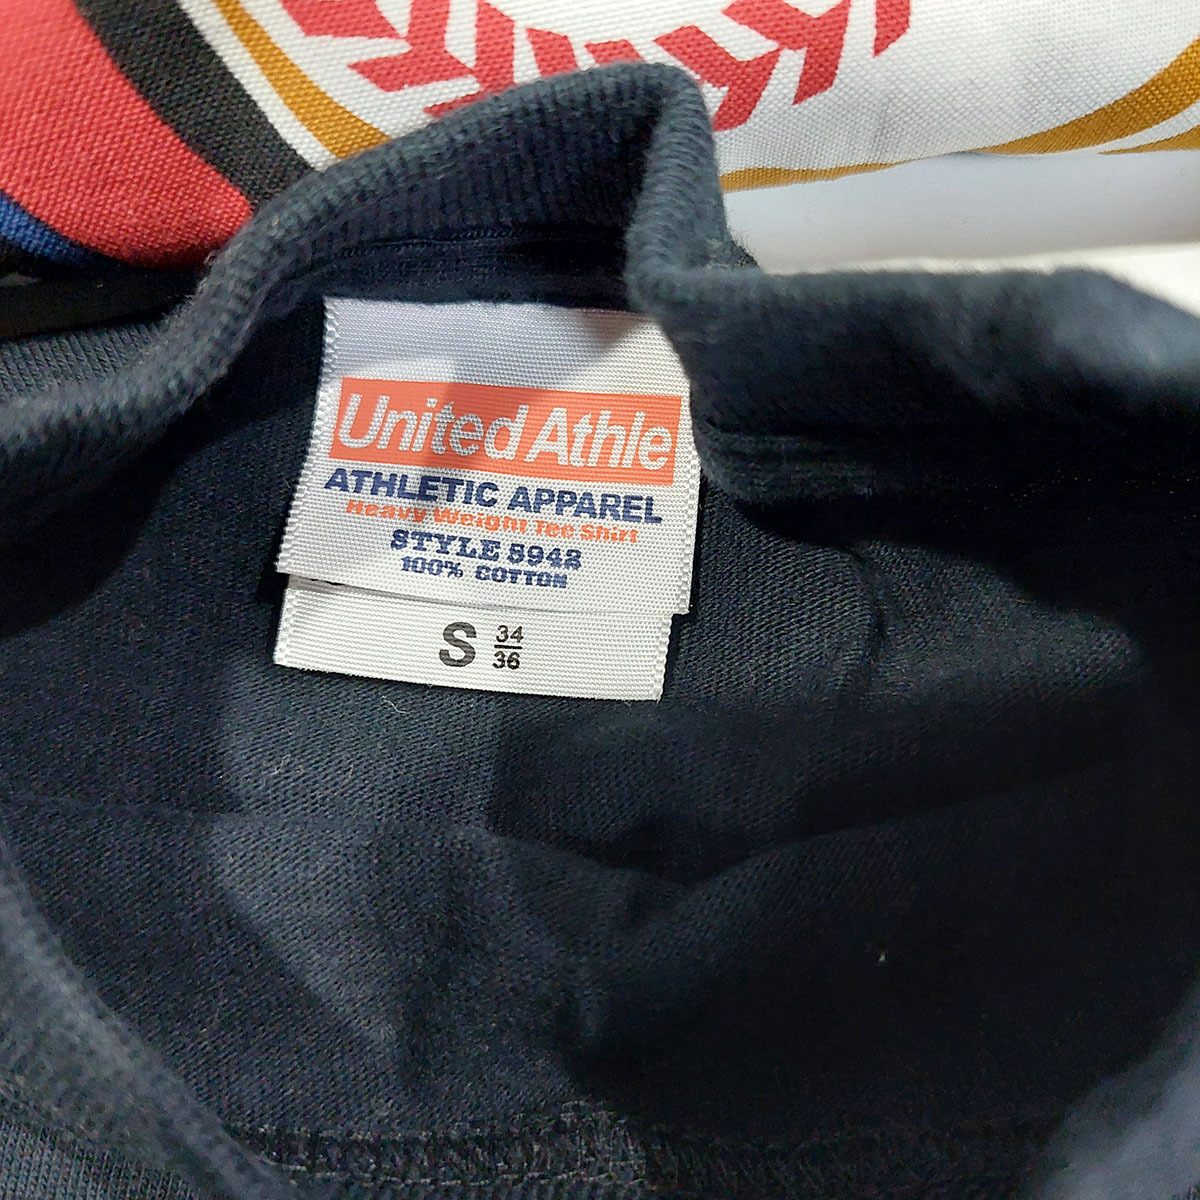 United Athle
ATHLETIC APPAREL
Heavy Weight Tee Shirt
STYLE 5942
100% COTTON
S 34
36